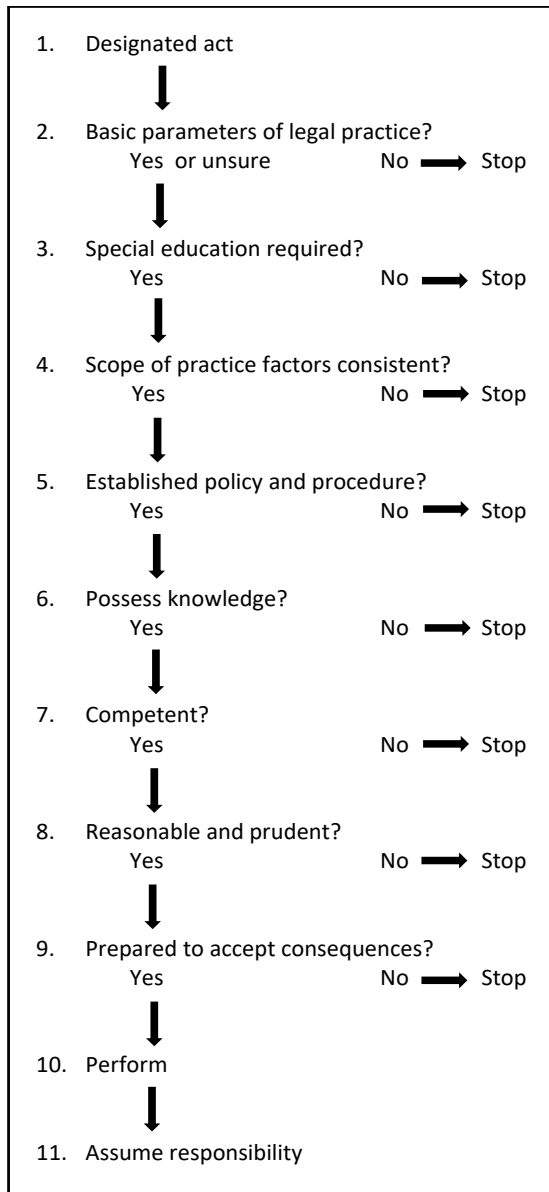 1. Designated act
2. Basic parameters of legal practice?
Yes or unsure No Stop
3. Special education required?
Yes No Stop
4. Scope of practice factors consistent?
Yes No Stop
5. Established policy and procedure?
Yes No Stop
6. Possess knowledge?
Yes No Stop
7. Competent?
Yes No Stop
8. Reasonable and prudent?
Yes No Stop
9. Prepared to accept consequences?
Yes No Stop
10. Perform
11. Assume responsibility